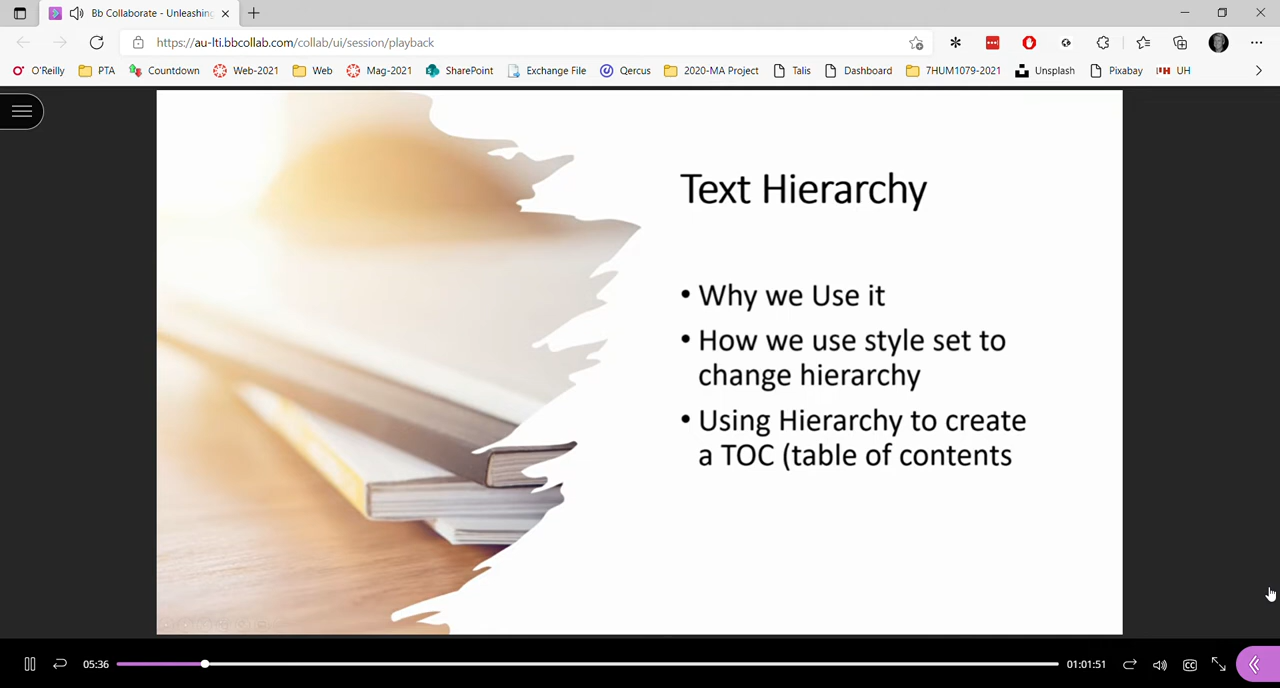 Bb Collaborate - Unleashing
https://au-lti.bbcollab.com/collab/ui/session/playback
O'Reilly PTA Countdown Web-2021 Web Mag-2021 SharePoint Exchange File Qercus 2020-MA Project Talis Dashboard 7HUM1079-2021 Unsplash Pixabay UH
Text Hierarchy
• Why we Use it
• How we use style set to
change hierarchy
• Using Hierarchy to create
a TOC (table of contents
05:36 01:01:51